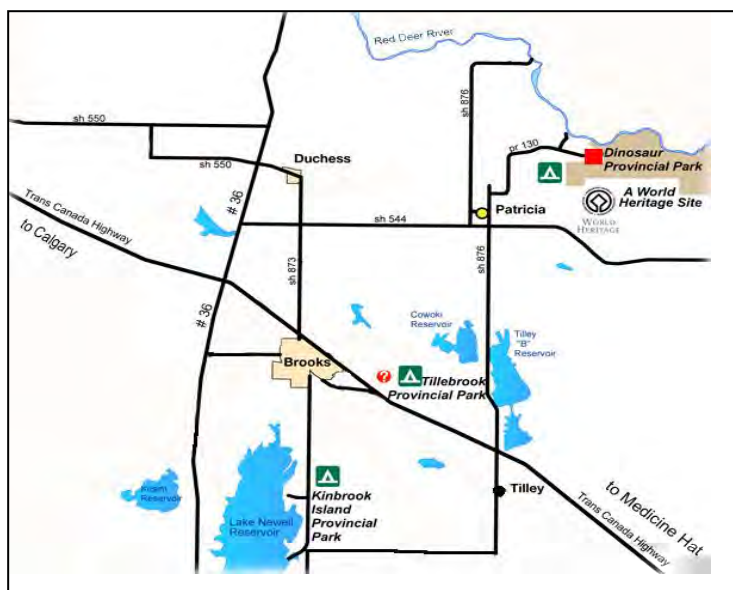 Red Deer River
sh 876
sh 550
pr 130
Dinosaur
Provincial Park
Duchess
sh 550
A World
Heritage Site
WORLD
HERITAGE
Patricia
# 36
Trans Canada Highway
to Calgary
sh 544
sh 873
sh 876
# 36
Cowoki
Reservoir
Tilley
"B"
Reservoir
Brooks
?
Tillebrook
Provincial Park
Kinbrook
Island
Provincial
Park
Tilley
Reservoir
Lake Newell
Reservoir
to Medicine Hat
Trans Canada Highway